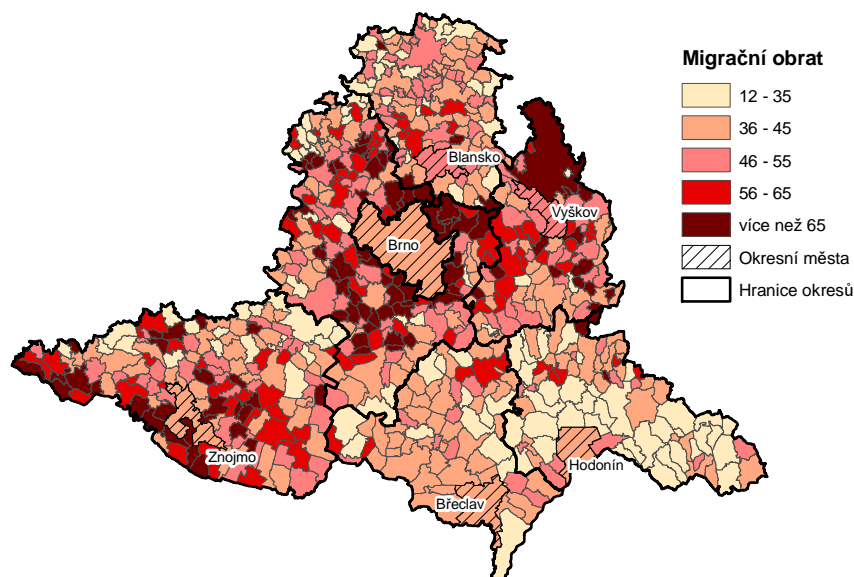 Migrační obrat
12 - 35
36 - 45
46 - 55
56 - 65
více než 65
Okresní města
Hranice okresů
Blansko
Vyškov
Brno
Znojmo
Hodonín
Břeclav